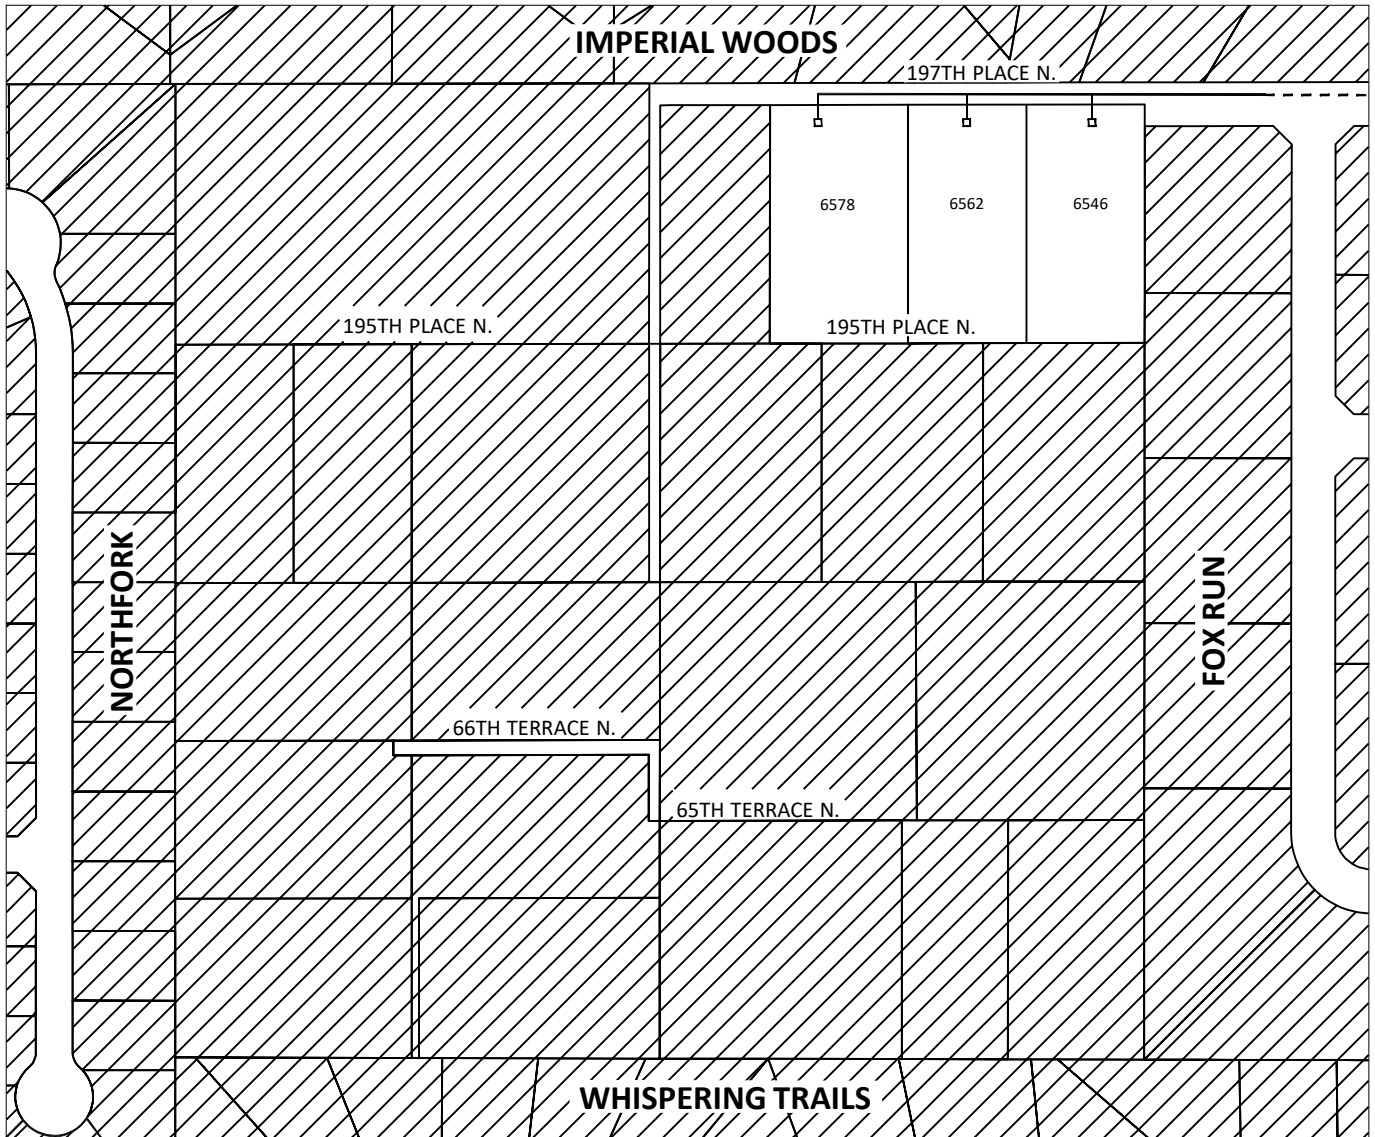 IMPERIAL WOODS
197TH PLACE N.
6578
6562
6546
195TH PLACE N.
195TH PLACE N.
NORTHFORK
FOX RUN
66TH TERRACE N.
65TH TERRACE N.
WHISPERING TRAILS